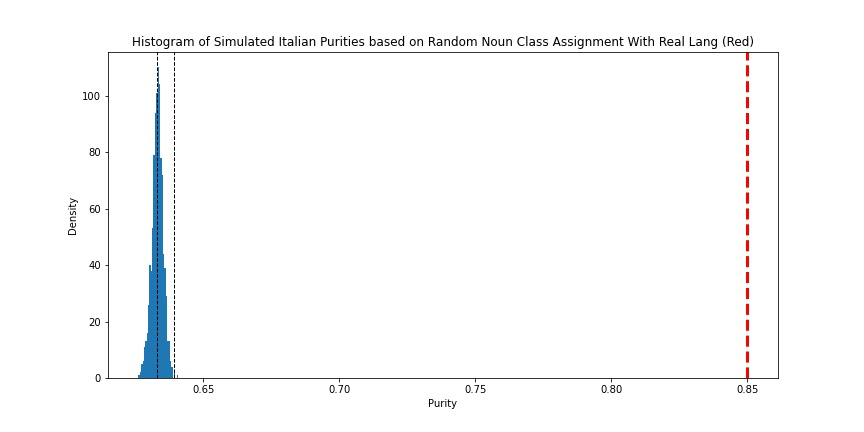 Histogram of Simulated Italian Purities based on Random Noun Class Assignment With Real Lang (Red)
100
80
60
40
20
0
Density
0.65 0.70 0.75 0.80 0.85
Purity